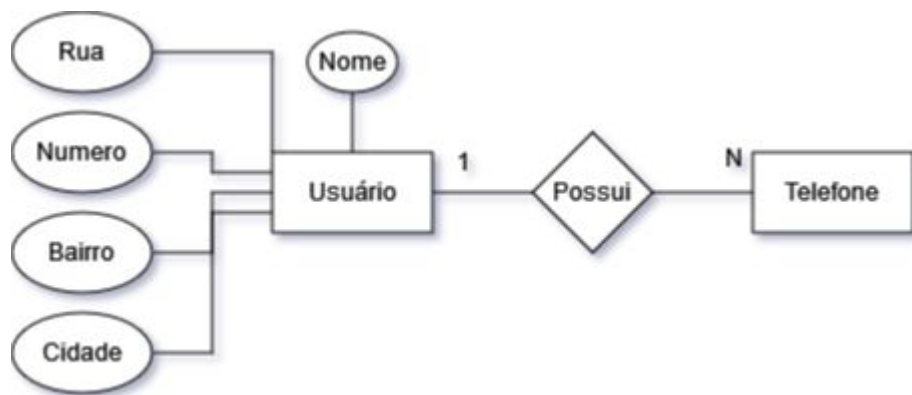 Rua
Nome
Numero
Usuário
1
Possui
N
Telefone
Bairro
Cidade